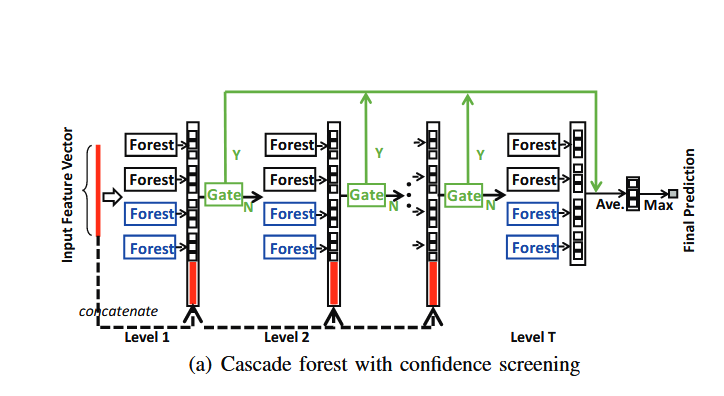 Input Feature Vector
concatenate
Forest
Forest
Forest
Forest
Level 1
Y
Gate
N
Forest
Forest
Forest
Forest
Level 2
Y
Gate
N
Y
Gate
N
Forest
Forest
Forest
Forest
Level T
Ave.
Max
Final Prediction
(a) Cascade forest with confidence screening